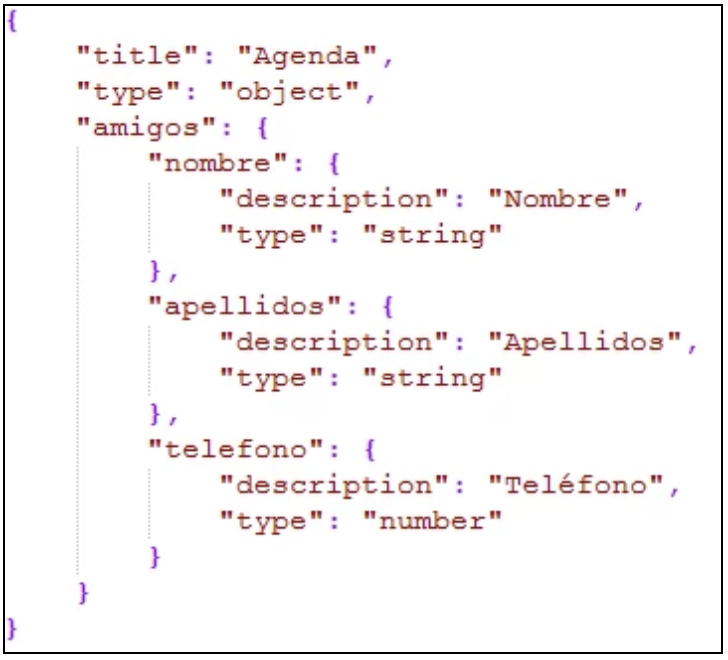 {
    "title": "Agenda",
    "type": "object",
    "amigos": {
        "nombre": {
            "description": "Nombre",
            "type": "string"
        },
        "apellidos": {
            "description": "Apellidos",
            "type": "string"
        },
        "telefono": {
            "description": "Teléfono",
            "type": "number"
        }
    }
}